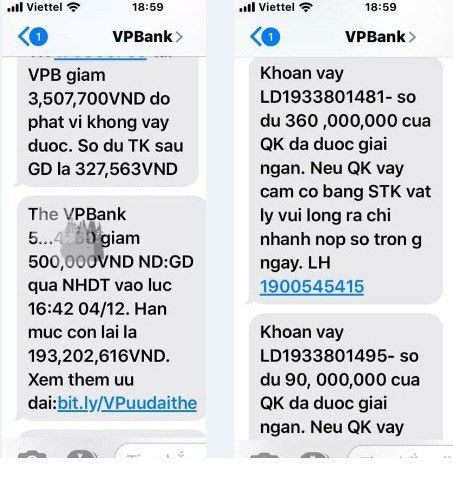 Viettel 18:59
1 VPBank
VPB giam
3,507,700VND do
phat vi khong vay
duoc. So du TK sau
GD la 327,563VND
The VPBank
giam
500,000VND ND:GD
qua NHDT vao luc
16:42 04/12. Han
muc con lai la
193,202,616VND.
Xem them uu
dai:bit.ly/VPuudaithe
Viettel 18:59
1 VPBank
Khoan vay
LD1933801481- so
du 360 ,000,000 cua
QK da duoc giai
ngan. Neu QK vay
cam co bang STK vat
ly vui long ra chi
nhanh nop so tron g
ngay. LH
1900545415
Khoan vay
LD1933801495- so
du 90, 000,000 cua
QK da duoc giai
ngan. Neu QK vay